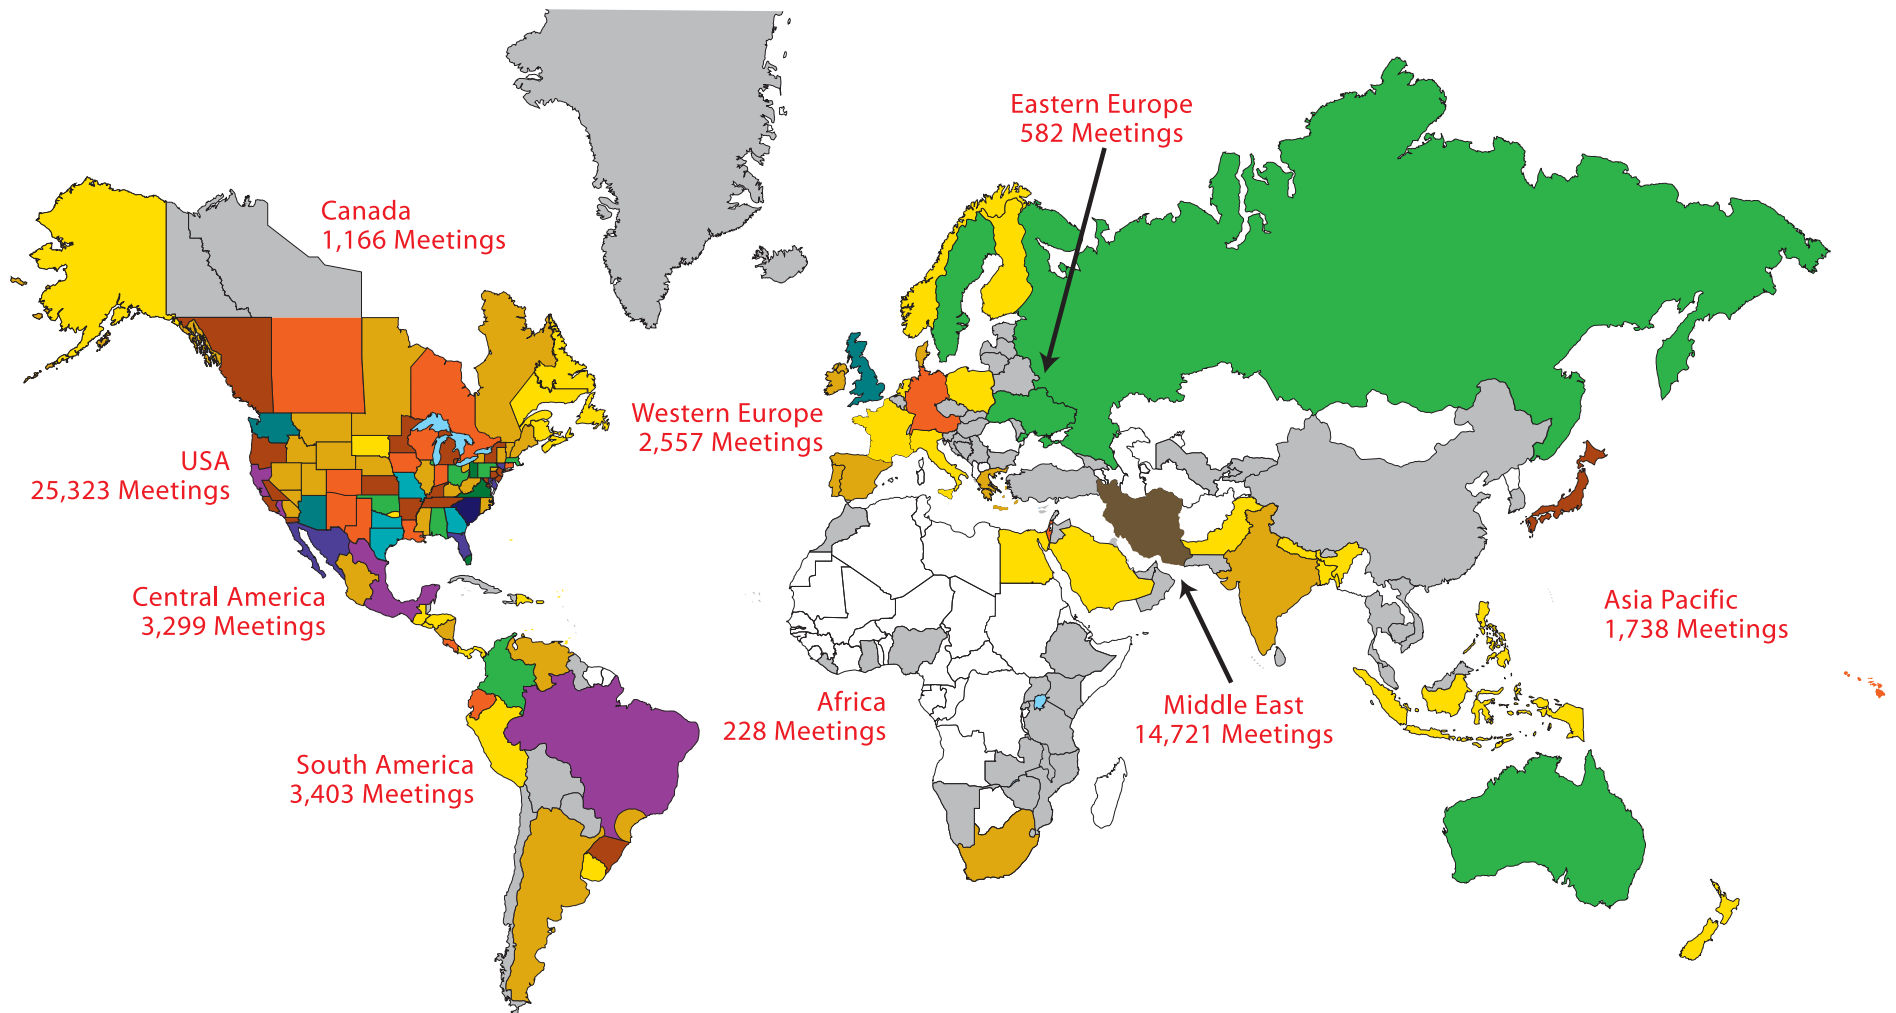 Eastern Europe
582 Meetings
Canada
1,166 Meetings
Western Europe
2,557 Meetings
USA
25,323 Meetings
Central America
3,299 Meetings
Asia Pacific
1,738 Meetings
Africa
228 Meetings
Middle East
14,721 Meetings
South America
3,403 Meetings